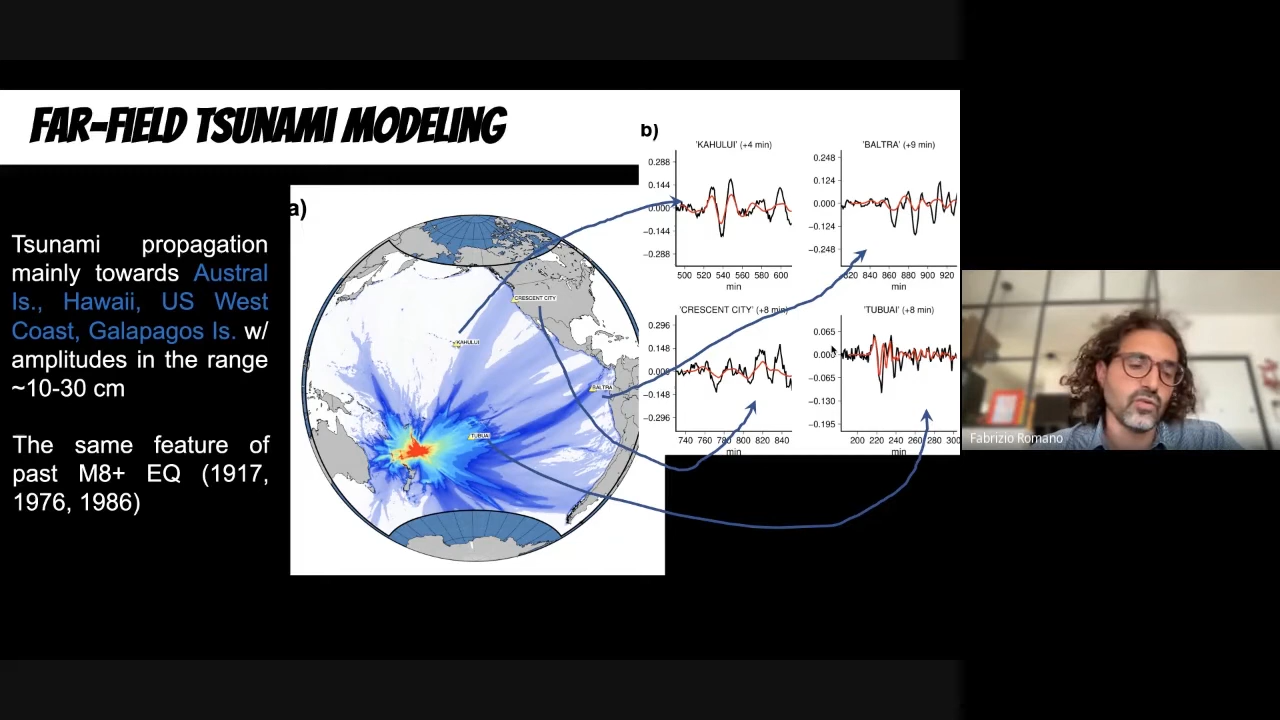 FAR-FIELD TSUNAMI MODELING
Tsunami propagation
mainly towards Austral
Is., Hawaii, US West
Coast, Galapagos Is. w/
amplitudes in the range
~10-30 cm
The same feature of
past M8+ EQ (1917,
1976, 1986)
a)
CRESCENT CITY
KAHULUI
BALTRA
TUBUAI
b)
'KAHULUI' (+4 min)
0.288
0.144
0.000
−0.144
−0.288
500 520 540 560 580 600
min
'BALTRA' (+9 min)
0.248
0.124
0.000
−0.124
−0.248
820 840 860 880 900 920
min
'CRESCENT CITY' (+8 min)
0.296
0.148
0.000
−0.148
−0.296
740 760 780 800 820 840
min
'TUBUAI' (+8 min)
0.065
0.000
−0.065
−0.130
−0.195
200 220 240 260 280 300
min
Fabrizio Romano